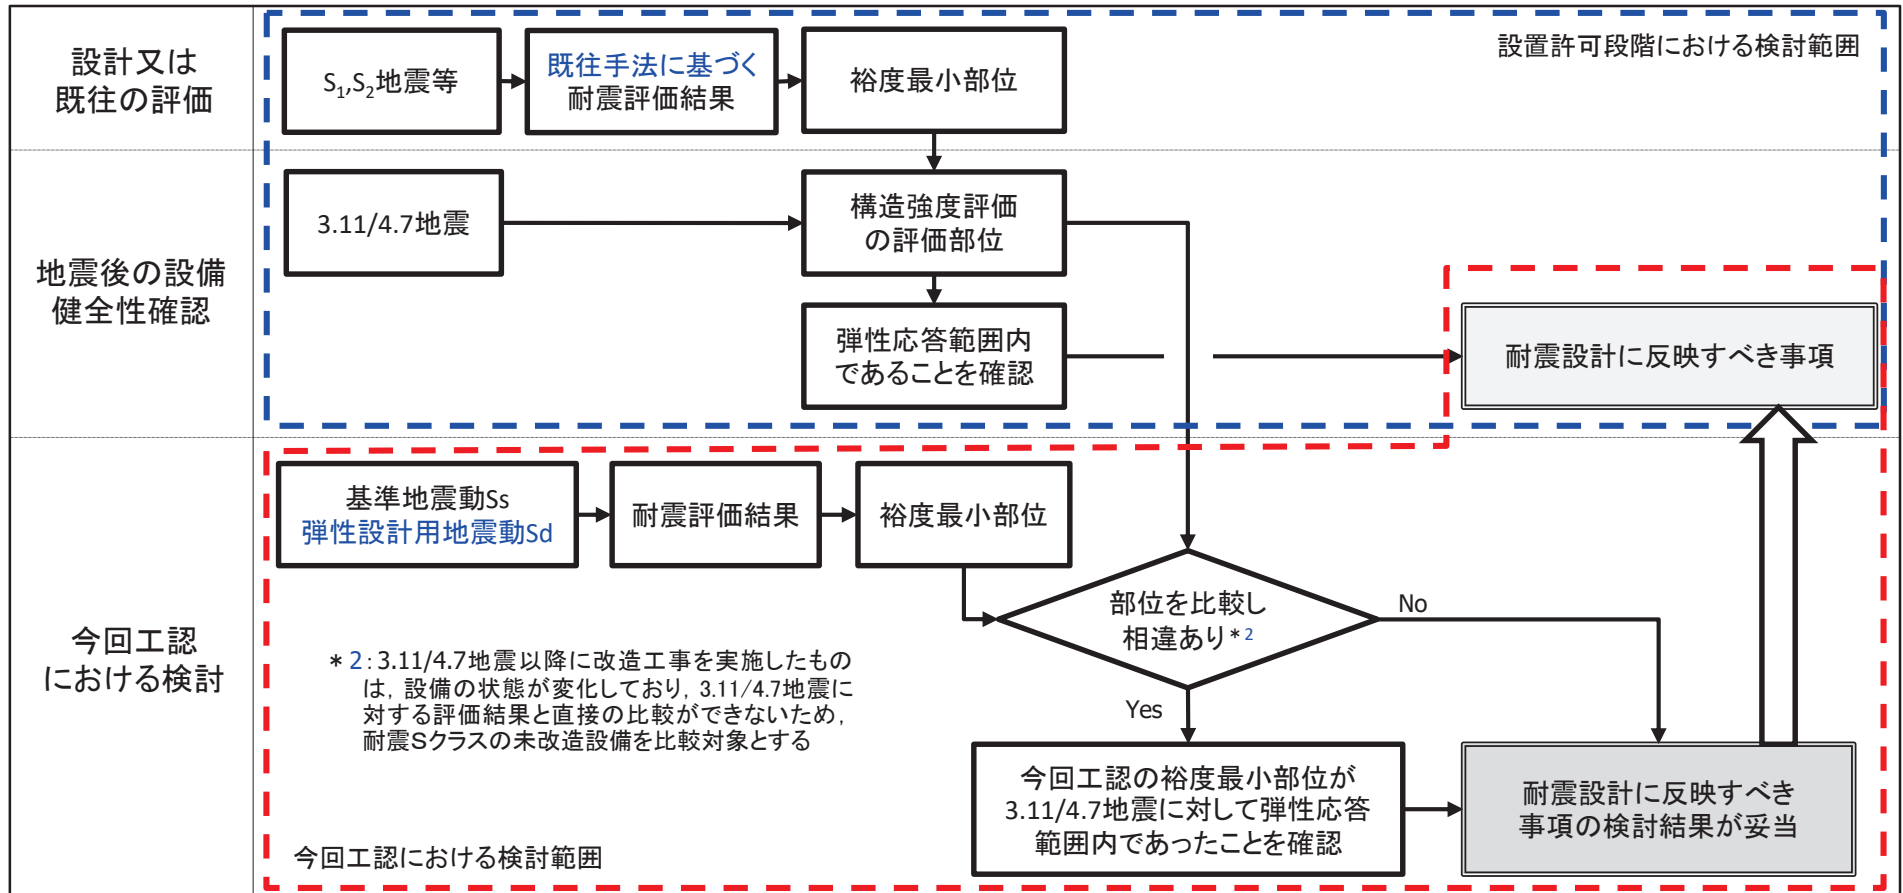 設計又は
既往の評価
S₁,S₂地震等
既往手法に基づく
耐震評価結果
裕度最小部位
設置許可段階における検討範囲
地震後の設備
健全性確認
3.11/4.7地震
構造強度評価
の評価部位
弾性応答範囲内
であることを確認
耐震設計に反映すべき事項
今回工認
における検討
基準地震動Ss
弾性設計用地震動Sd
耐震評価結果
裕度最小部位
部位を比較し
相違あり*2
No
Yes
*2:3.11/4.7地震以降に改造工事を実施したもの
は,設備の状態が変化しており,3.11/4.7地震に
対する評価結果と直接の比較ができないため,
耐震Sクラスの未改造設備を比較対象とする
今回工認の裕度最小部位が
3.11/4.7地震に対して弾性応答
範囲内であったことを確認
耐震設計に反映すべき
事項の検討結果が妥当
今回工認における検討範囲